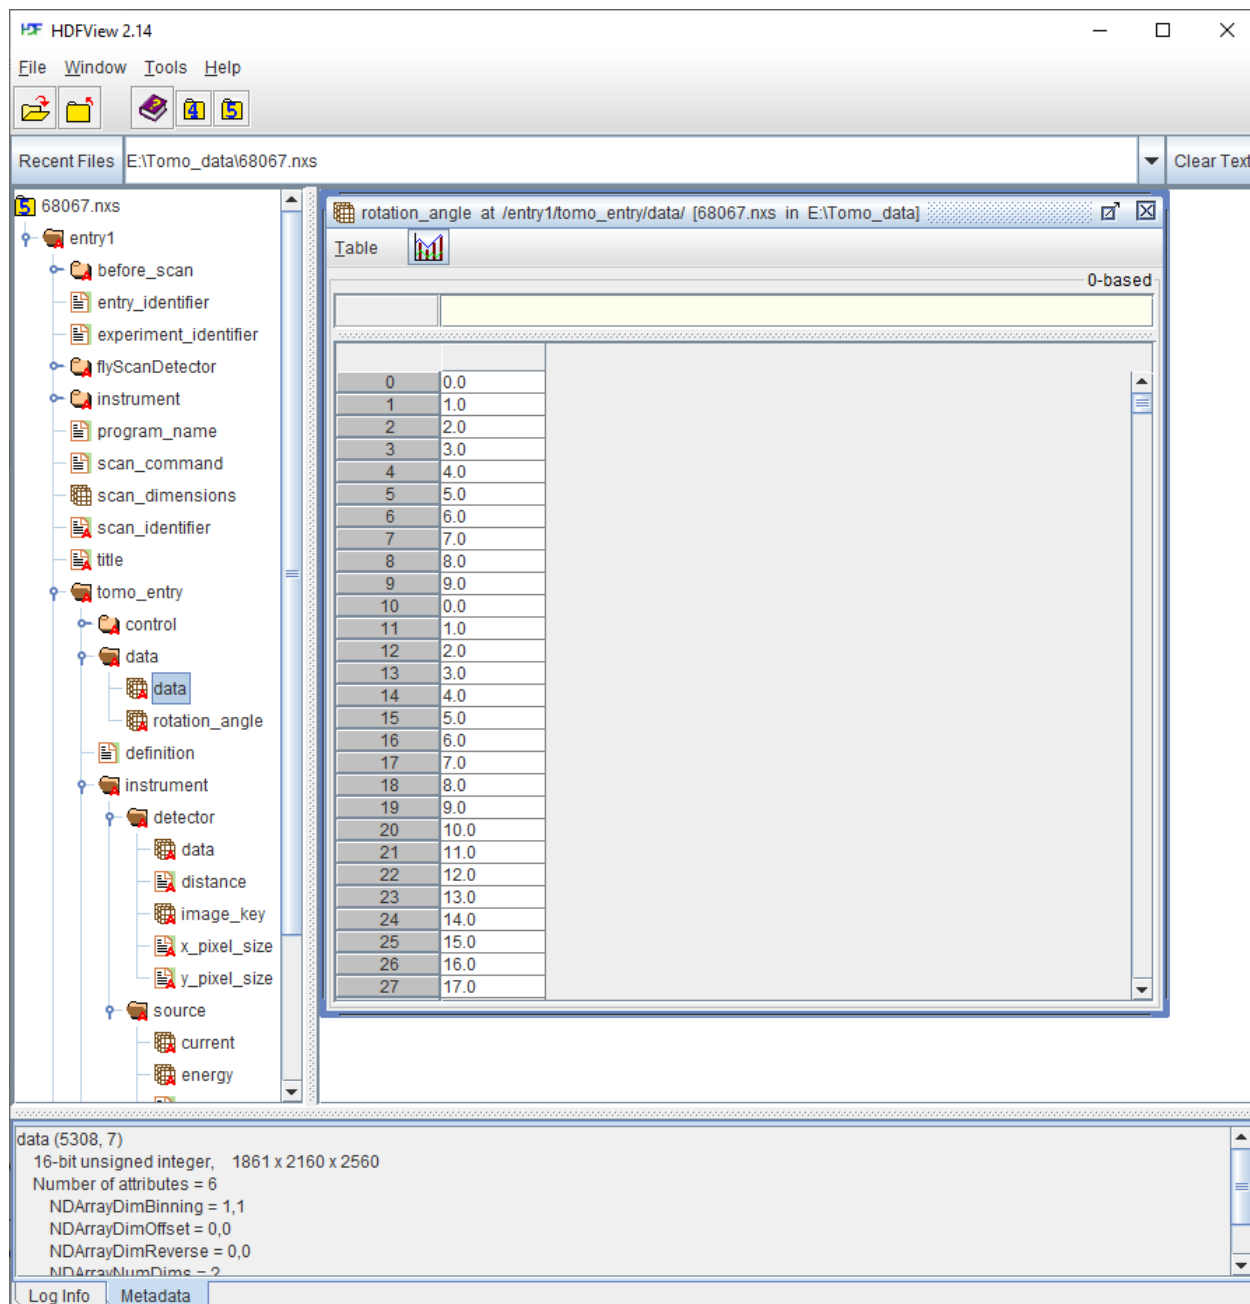 HDFView 2.14
File Window Tools Help
4 5
Recent Files E:\Tomo_data\68067.nxs Clear Text
5 68067.nxs
entry1
before_scan
entry_identifier
experiment_identifier
flyScanDetector
instrument
program_name
scan_command
scan_dimensions
scan_identifier
title
tomo_entry
control
data
data
rotation_angle
definition
instrument
detector
data
distance
image_key
x_pixel_size
y_pixel_size
source
current
energy
rotation_angle at /entry1/tomo_entry/data/ [68067.nxs in E:\Tomo_data]
Table
0-based
0 0.0
1 1.0
2 2.0
3 3.0
4 4.0
5 5.0
6 6.0
7 7.0
8 8.0
9 9.0
10 0.0
11 1.0
12 2.0
13 3.0
14 4.0
15 5.0
16 6.0
17 7.0
18 8.0
19 9.0
20 10.0
21 11.0
22 12.0
23 13.0
24 14.0
25 15.0
26 16.0
27 17.0
data (5308, 7)
16-bit unsigned integer, 1861 x 2160 x 2560
Number of attributes = 6
NDArrayDimBinning = 1,1
NDArrayDimOffset = 0,0
NDArrayDimReverse = 0,0
NDArrayNumDims = 2
Log Info Metadata